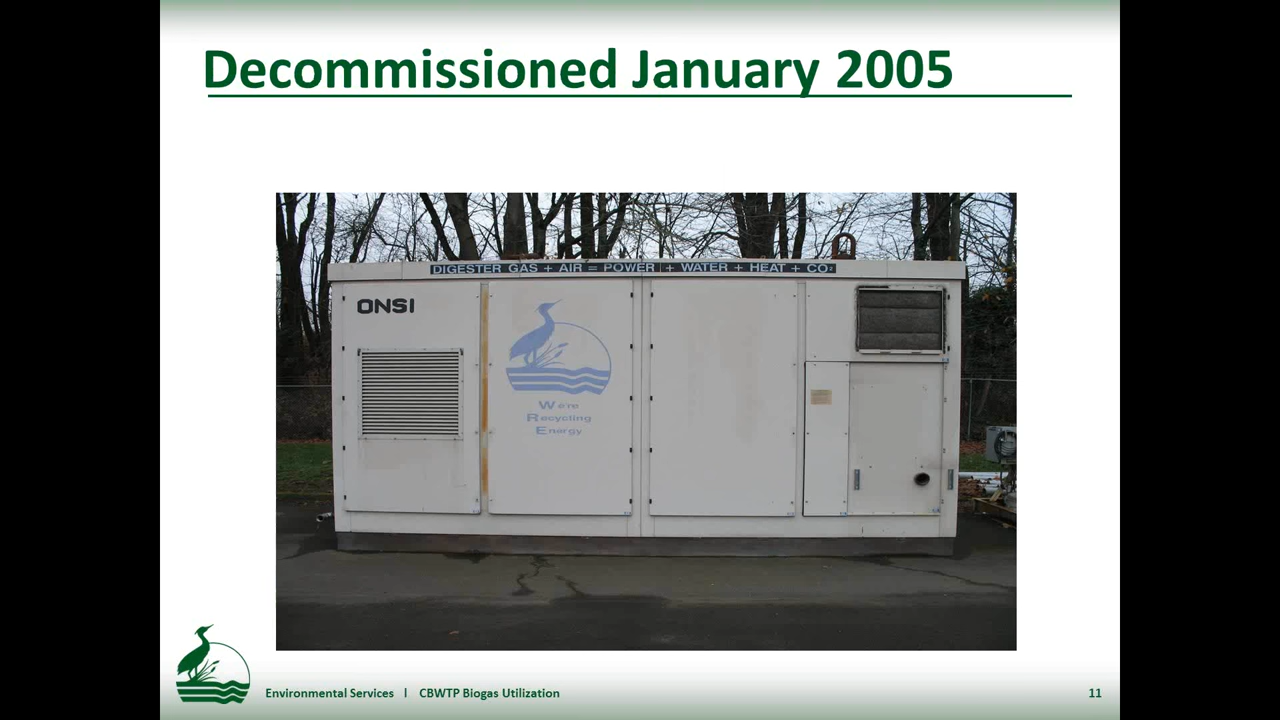 Decommissioned January 2005
DIGESTER GAS + AIR = POWER + WATER + HEAT + CO₂
ONSI
We're
Recycling
Energy
Environmental Services | CBWTP Biogas Utilization
11